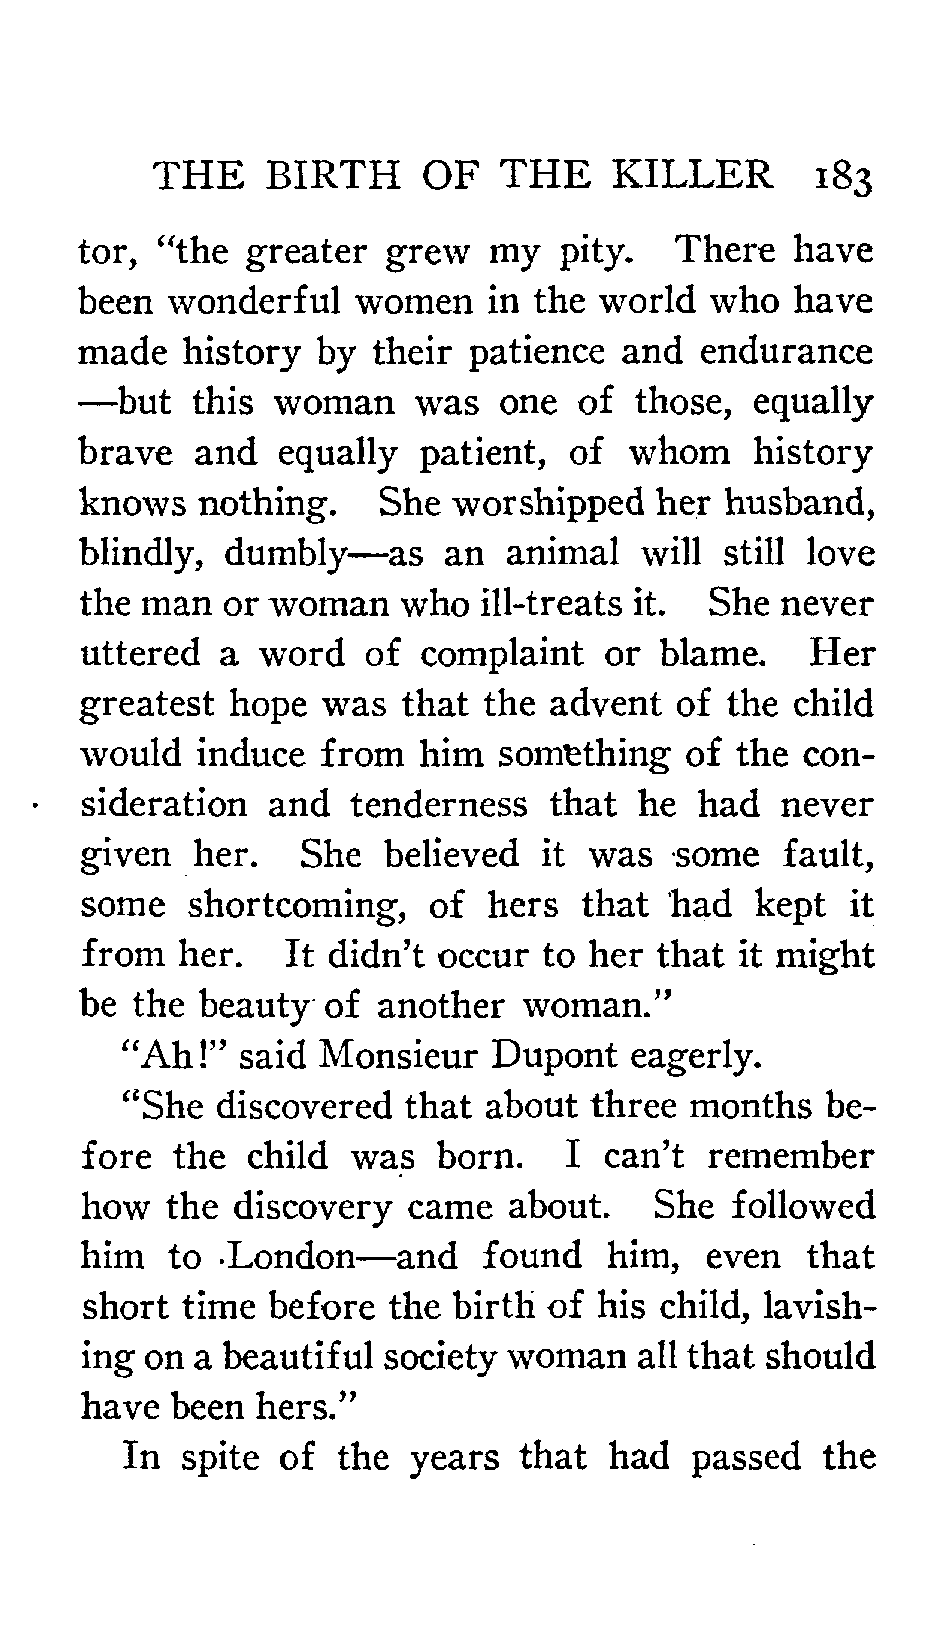 THE BIRTH OF THE KILLER 183
tor, "the greater grew my pity. There have
been wonderful women in the world who have
made history by their patience and endurance
—but this woman was one of those, equally
brave and equally patient, of whom history
knows nothing. She worshipped her husband,
blindly, dumbly—as an animal will still love
the man or woman who ill-treats it. She never
uttered a word of complaint or blame. Her
greatest hope was that the advent of the child
would induce from him something of the con-
sideration and tenderness that he had never
given her. She believed it was some fault,
some shortcoming, of hers that had kept it
from her. It didn't occur to her that it might
be the beauty of another woman."
"Ah!" said Monsieur Dupont eagerly.
"She discovered that about three months be-
fore the child was born. I can't remember
how the discovery came about. She followed
him to London—and found him, even that
short time before the birth of his child, lavish-
ing on a beautiful society woman all that should
have been hers."
In spite of the years that had passed the